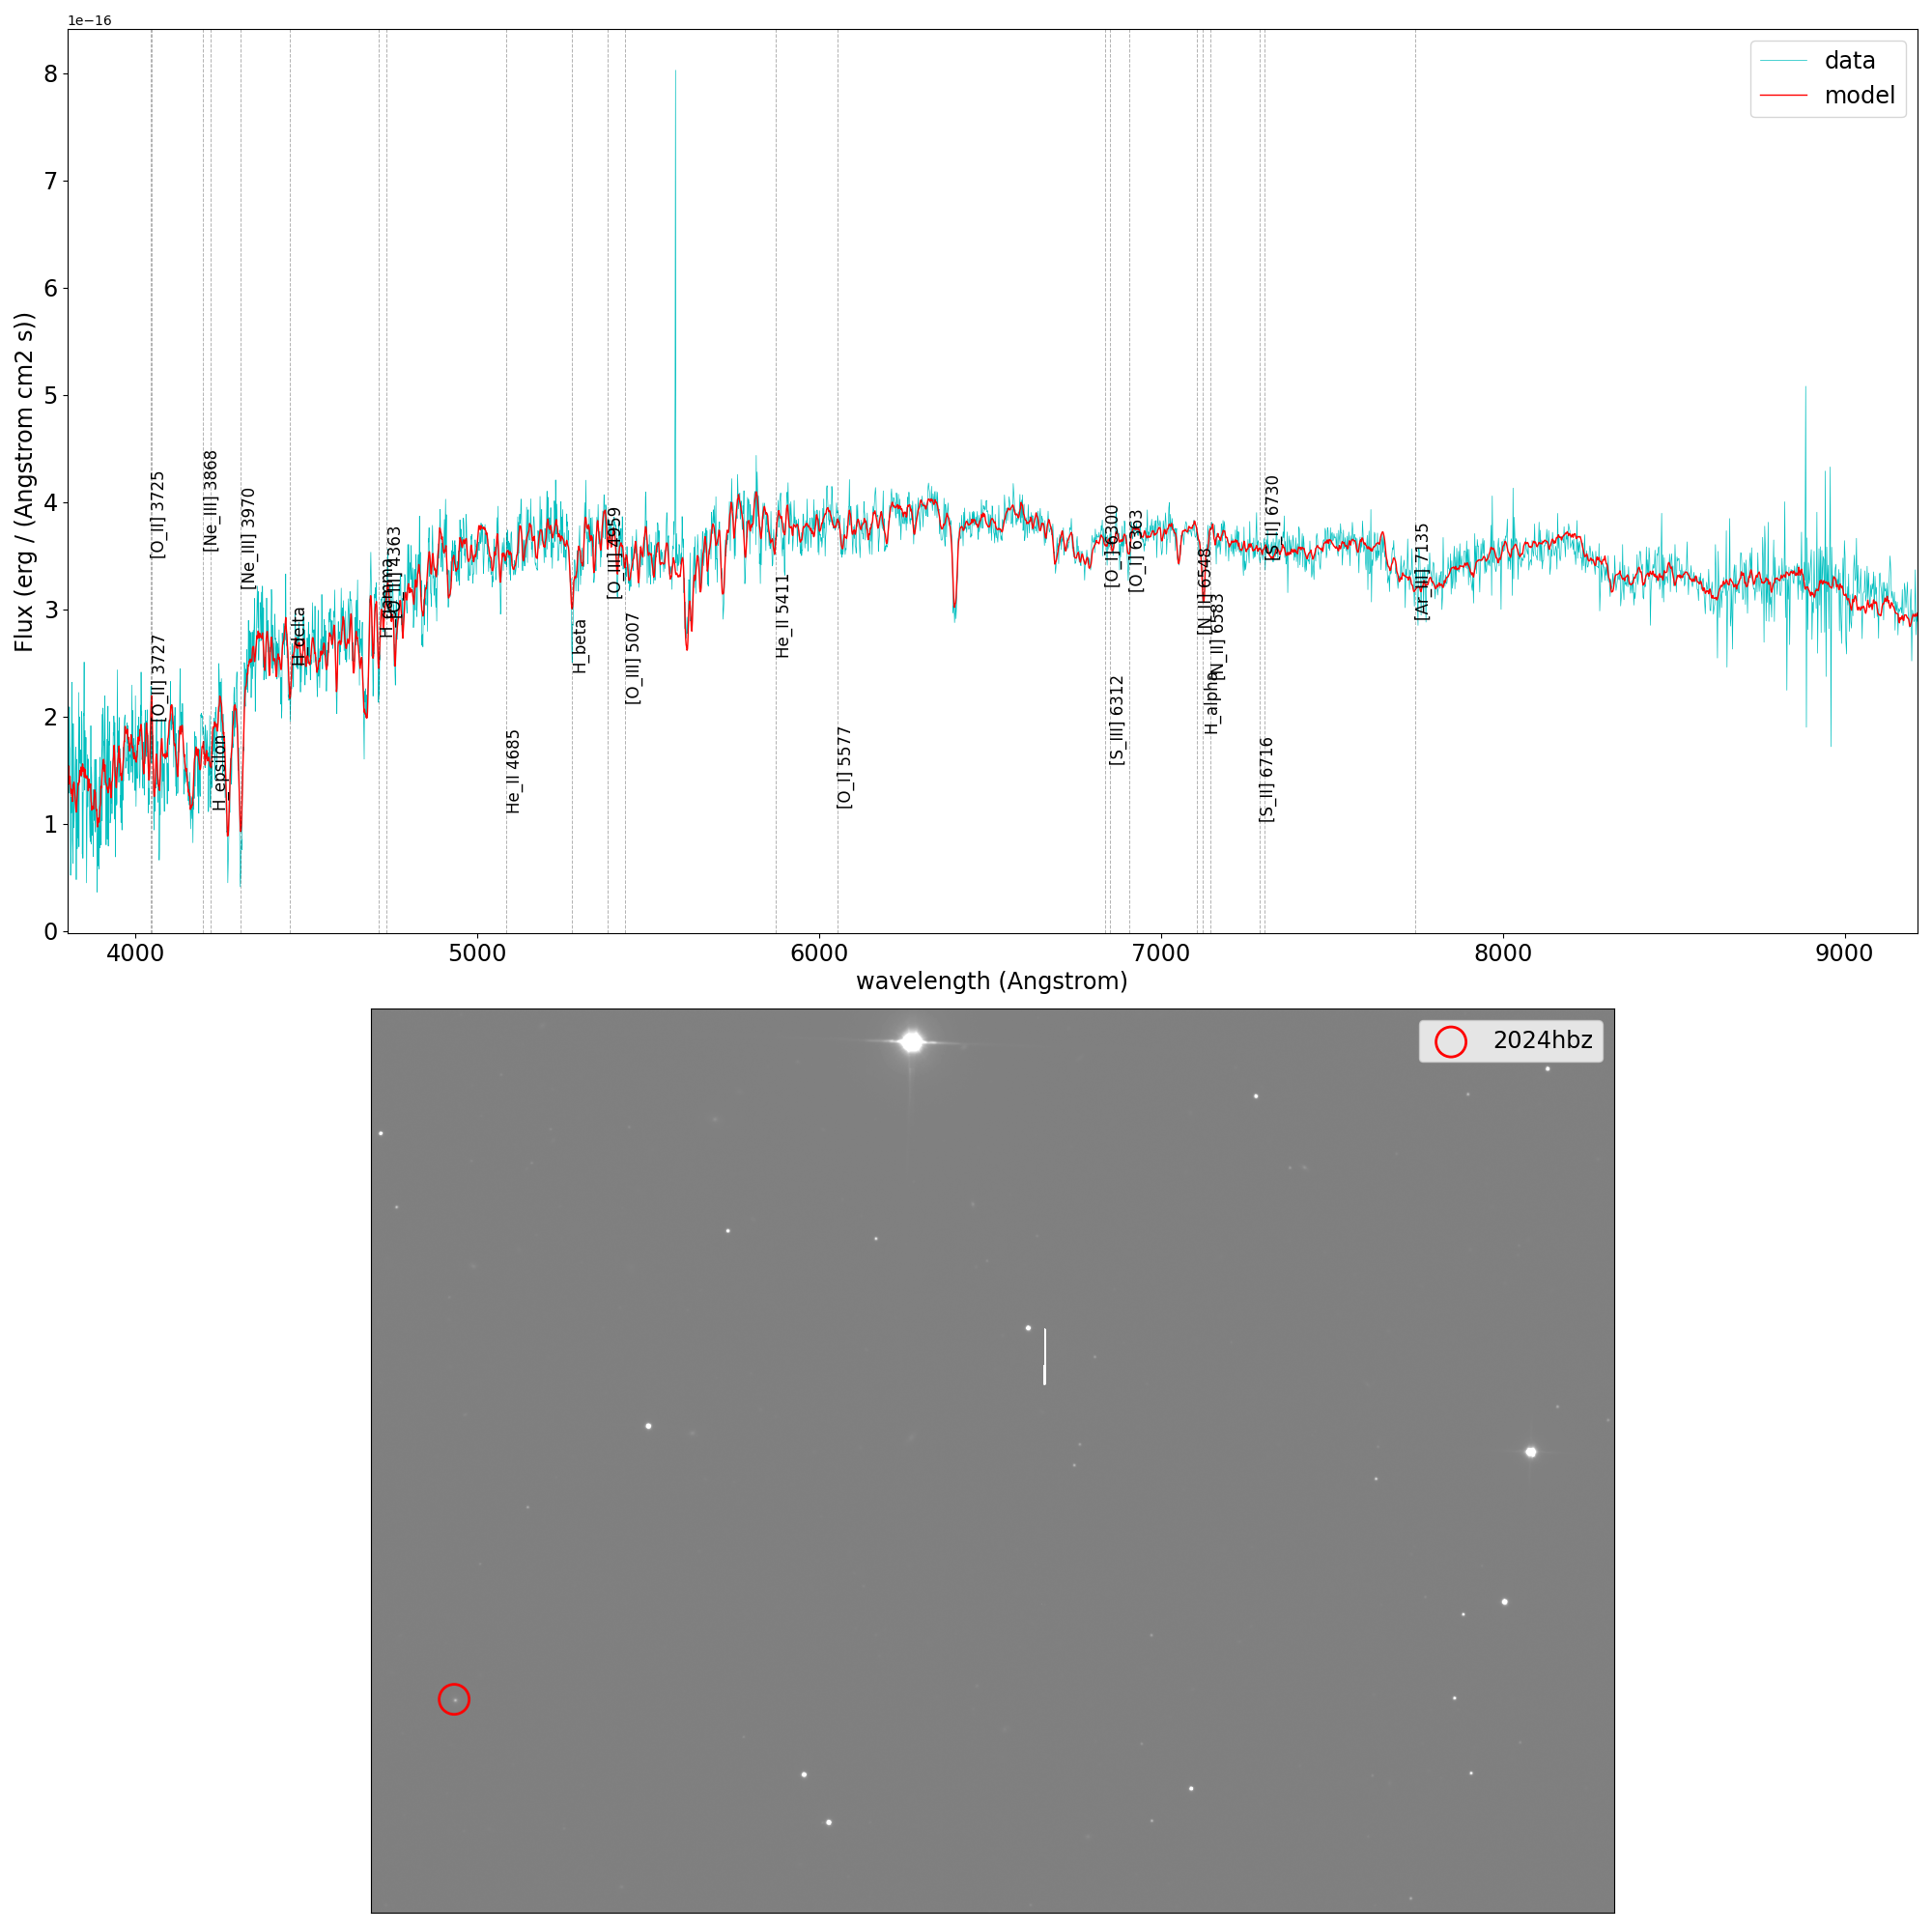 1e−16
data
model
8
7
6
5
4
3
2
1
0
Flux (erg / (Angstrom cm2 s))
[O_II] 3727
[Ne_III] 3868
H_epsilon
[Ne_III] 3970
H_delta
H_gamma
[O_III] 4363
He_II 4685
H_beta
[O_III] 4959
[O_III] 5007
He_II 5411
[O_I] 5577
[O_I] 6300
[S_III] 6312
[O_I] 6363
[N_II] 6548
H_alpha
[N_II] 6583
[S_II] 6716
[S_II] 6730
[Ar_III] 7135
4000 5000 6000 7000 8000 9000
wavelength (Angstrom)
2024hbz